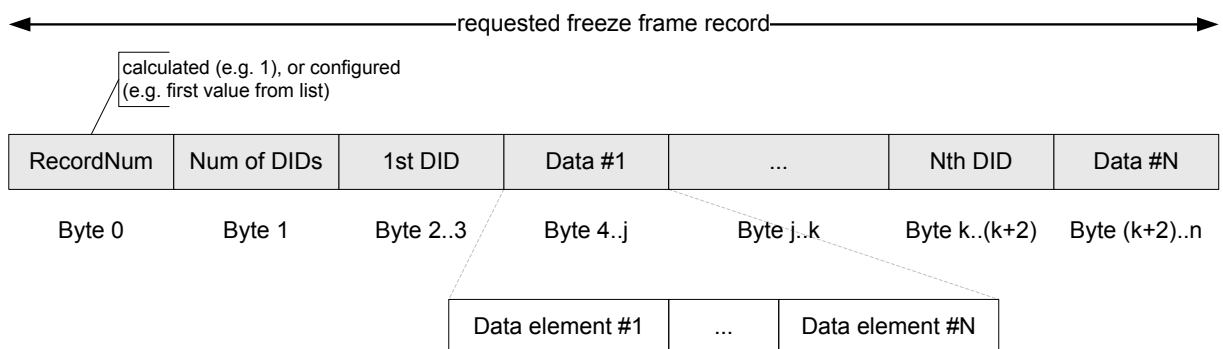 requested freeze frame record
calculated (e.g. 1), or configured
(e.g. first value from list)
RecordNum Num of DIDs 1st DID Data #1 ... Nth DID Data #N
Byte 0 Byte 1 Byte 2..3 Byte 4..j Byte j..k Byte k..(k+2) Byte (k+2)..n
Data element #1 ... Data element #N